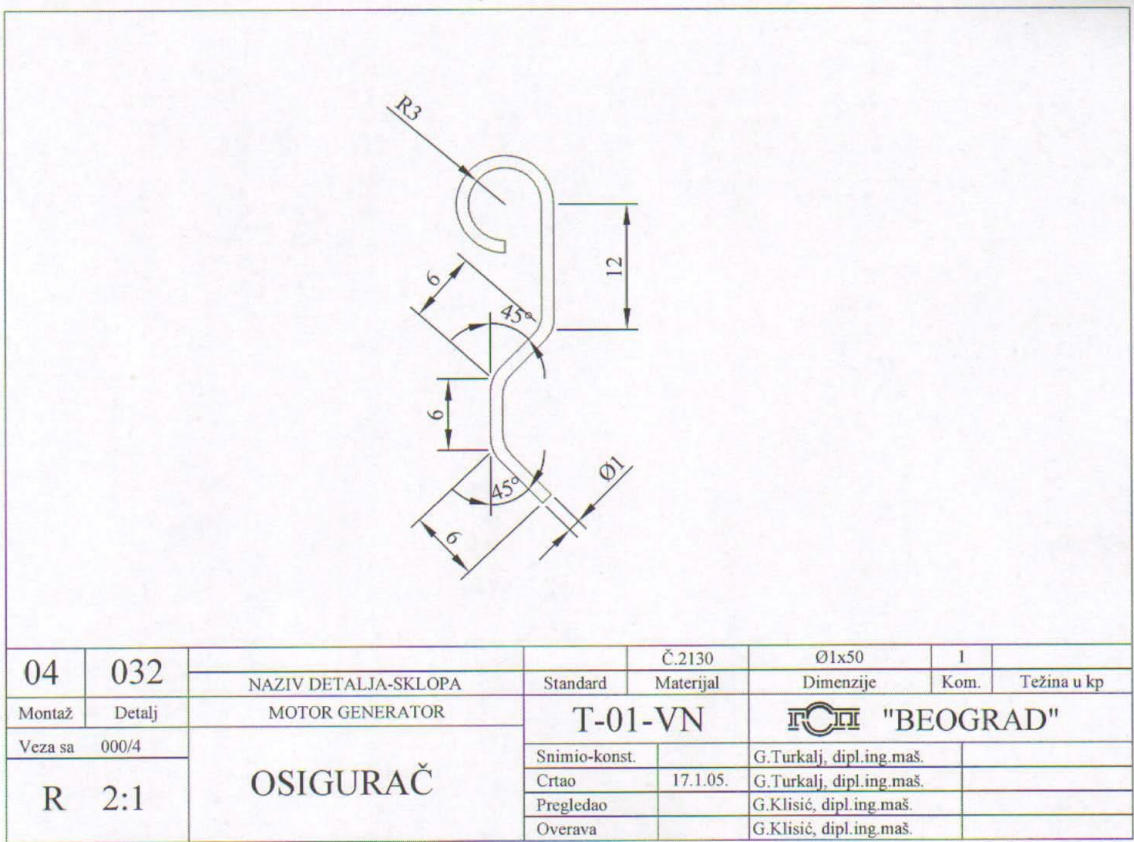 R3
12
6
45°
6
45°
Ø1
6
04 032 Č.2130 Ø1x50 1
NAZIV DETALJA-SKLOPA Standard Materijal Dimenzije Kom. Težina u kp
Montaž Detalj MOTOR GENERATOR T-01-VN "BEOGRAD"
Veza sa 000/4
OSIGURAČ
R 2:1
Snimio-konst. G.Turkalj, dipl.ing.maš.
Crtao 17.1.05. G.Turkalj, dipl.ing.maš.
Pregledao G.Klisić, dipl.ing.maš.
Overava G.Klisić, dipl.ing.maš.